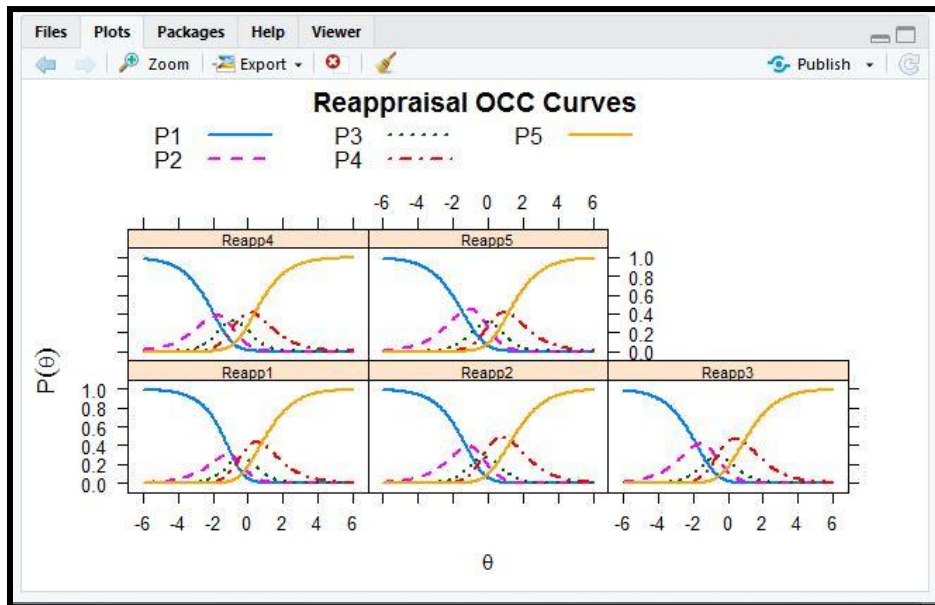 Files Plots Packages Help Viewer
Zoom Export Publish
Reappraisal OCC Curves
P1 P3 P5
P2 P4
-6 -4 -2 0 2 4 6
Reapp4 Reapp5
1.0
0.8
0.6
0.4
0.2
0.0
P(θ)
Reapp1 Reapp2 Reapp3
1.0
0.8
0.6
0.4
0.2
0.0
-6 -4 -2 0 2 4 6 -6 -4 -2 0 2 4 6
θ